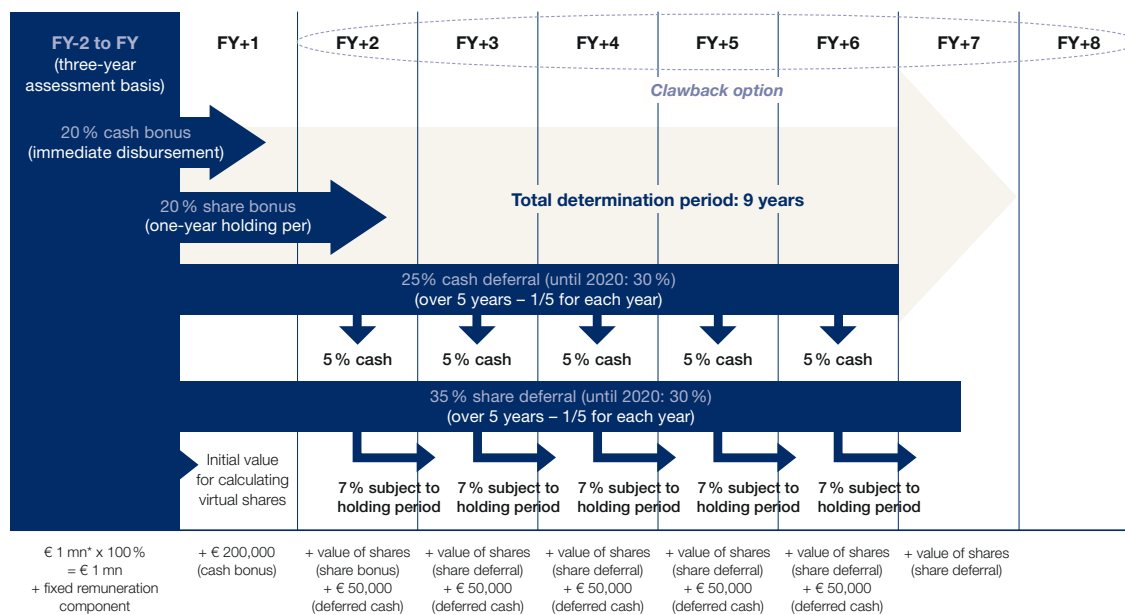 FY-2 to FY
(three-year
assessment basis)
FY+1
FY+2
FY+3
FY+4
FY+5
FY+6
FY+7
FY+8
Clawback option
20 % cash bonus
(immediate disbursement)
20 % share bonus
(one-year holding per)
Total determination period: 9 years
25% cash deferral (until 2020: 30 %)
(over 5 years – 1/5 for each year)
5 % cash
5 % cash
5 % cash
5 % cash
5 % cash
35 % share deferral (until 2020: 30 %)
(over 5 years – 1/5 for each year)
Initial value
for calculating
virtual shares
7 % subject to
holding period
7 % subject to
holding period
7 % subject to
holding period
7 % subject to
holding period
7 % subject to
holding period
€ 1 mn* x 100 %
= € 1 mn
+ fixed remuneration
component
+ € 200,000
(cash bonus)
+ value of shares
(share bonus)
+ € 50,000
(deferred cash)
+ value of shares
(share deferral)
+ € 50,000
(deferred cash)
+ value of shares
(share deferral)
+ € 50,000
(deferred cash)
+ value of shares
(share deferral)
+ € 50,000
(deferred cash)
+ value of shares
(share deferral)
+ € 50,000
(deferred cash)
+ value of shares
(share deferral)